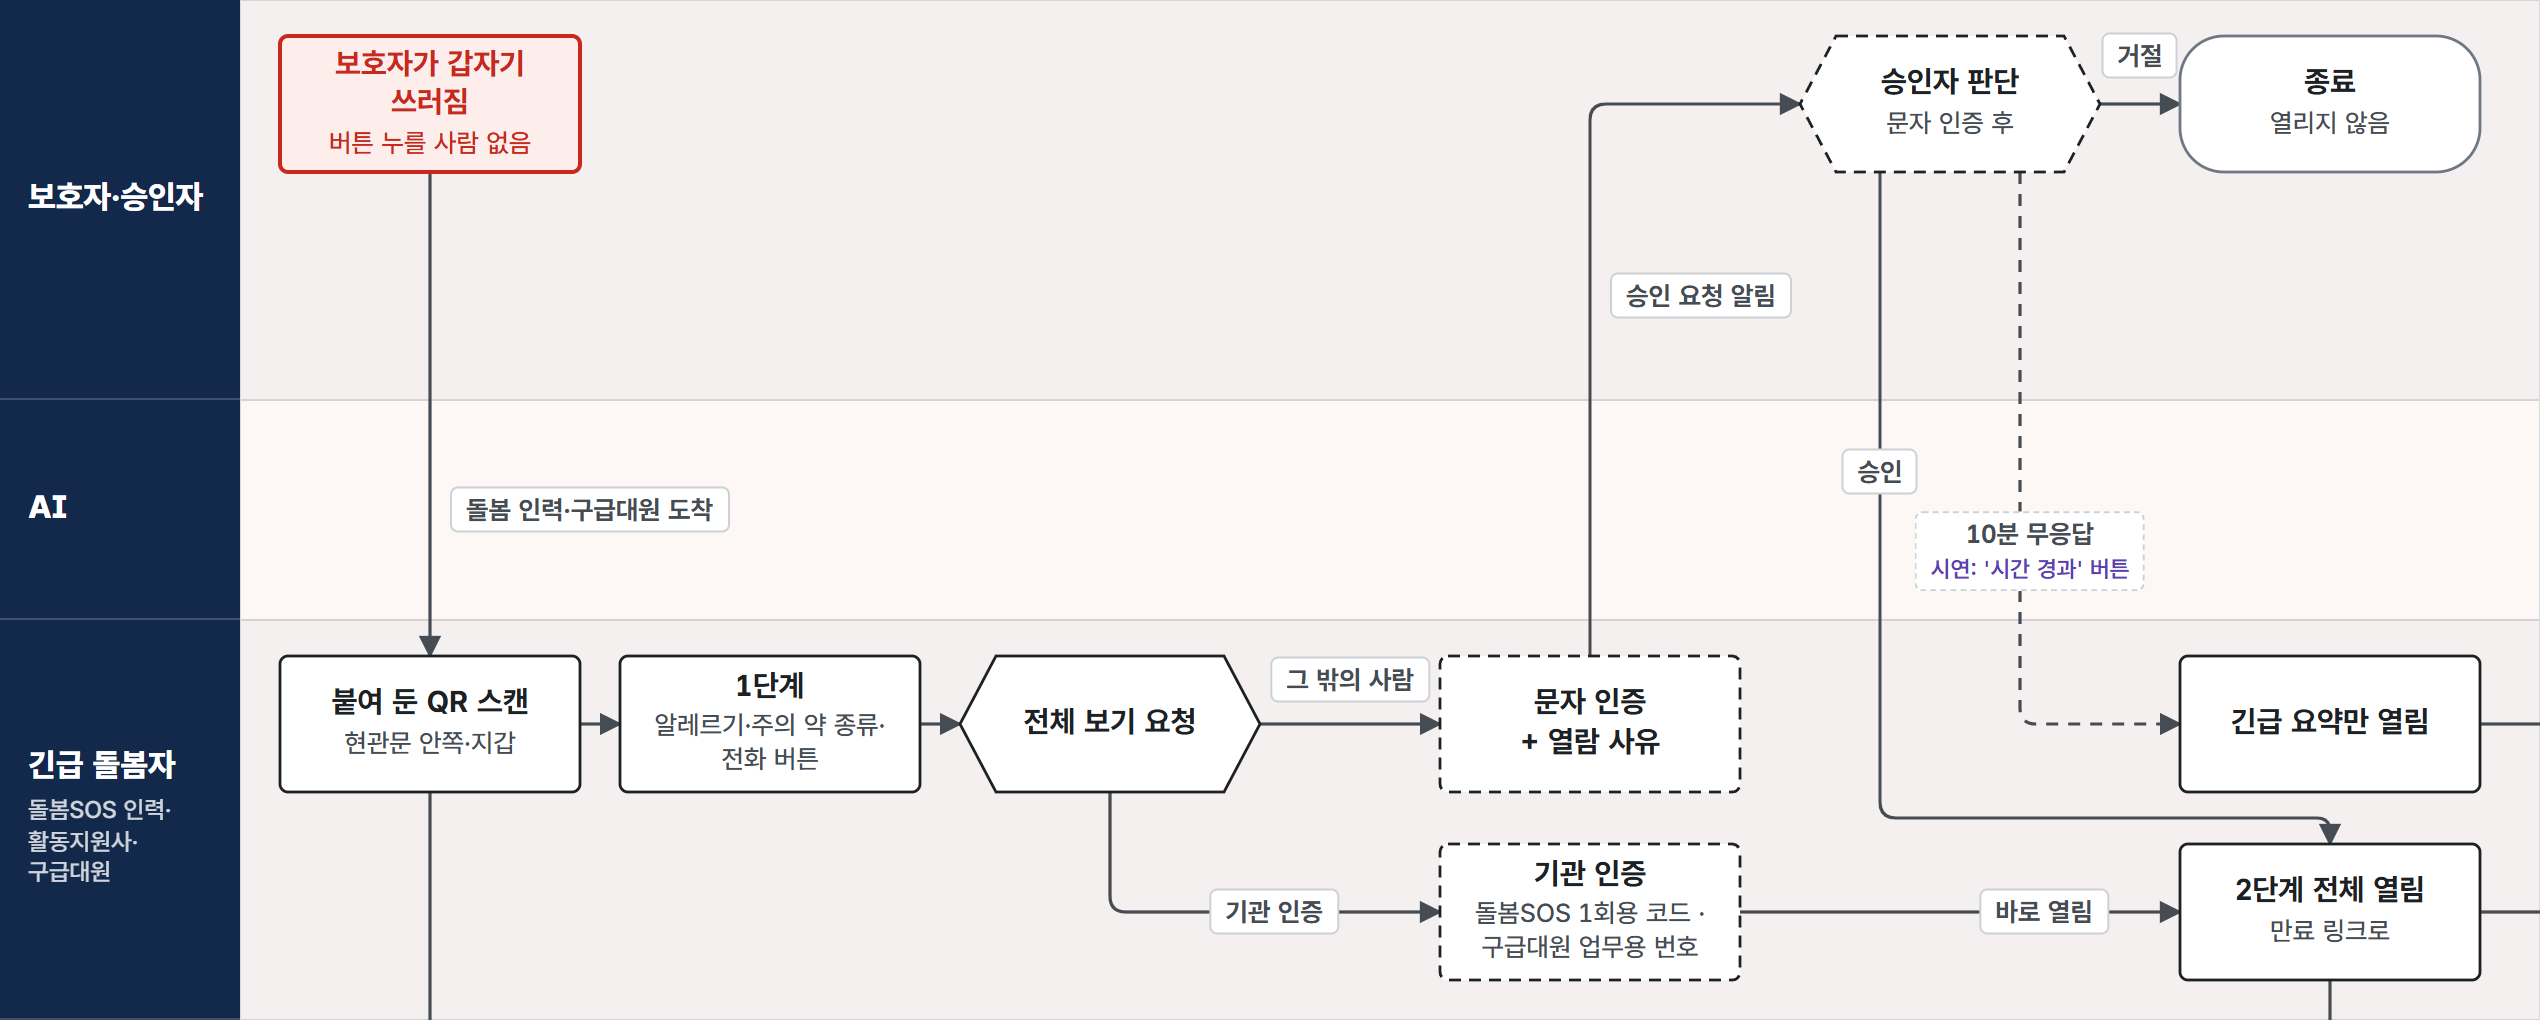 보호자·승인자
보호자가 갑자기
쓰러짐
버튼 누를 사람 없음
승인자 판단
문자 인증 후
거절
종료
열리지 않음
승인 요청 알림
AI
돌봄 인력·구급대원 도착
승인
10분 무응답
시연: '시간 경과' 버튼
긴급 돌봄자
돌봄SOS 인력·
활동지원사·
구급대원
붙여 둔 QR 스캔
현관문 안쪽·지갑
1단계
알레르기·주의 약 종류·
전화 버튼
전체 보기 요청
그 밖의 사람
문자 인증
+ 열람 사유
긴급 요약만 열림
기관 인증
기관 인증
돌봄SOS 1회용 코드 ·
구급대원 업무용 번호
바로 열림
2단계 전체 열림
만료 링크로